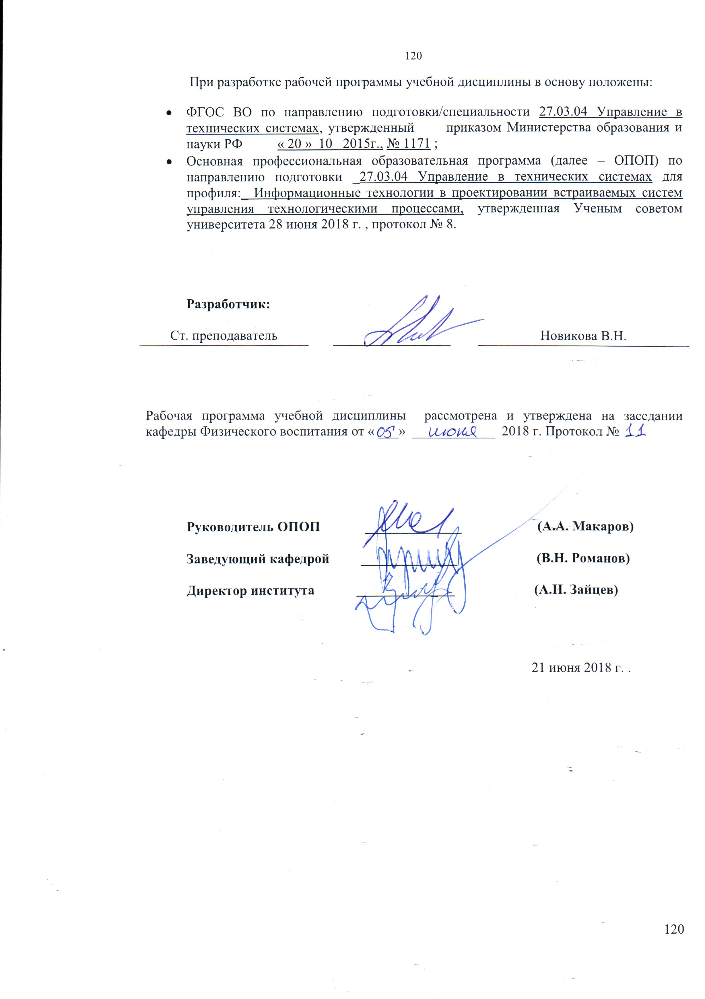 120
При разработке рабочей программы учебной дисциплины в основу положены:
• ФГОС ВО по направлению подготовки/специальности 27.03.04 Управление в
технических системах, утвержденный приказом Министерства образования и
науки РФ « 20 » 10 2015г., № 1171 ;
• Основная профессиональная образовательная программа (далее – ОПОП) по
направлению подготовки _27.03.04 Управление в технических системах для
профиля:_ Информационные технологии в проектировании встраиваемых систем
управления технологическими процессами, утвержденная Ученым советом
университета 28 июня 2018 г. , протокол № 8.
Разработчик:
Ст. преподаватель Новикова В.Н.
Рабочая программа учебной дисциплины рассмотрена и утверждена на заседании
кафедры Физического воспитания от «05» июня 2018 г. Протокол № 11
Руководитель ОПОП (А.А. Макаров)
Заведующий кафедрой (В.Н. Романов)
Директор института (А.Н. Зайцев)
21 июня 2018 г. .
120